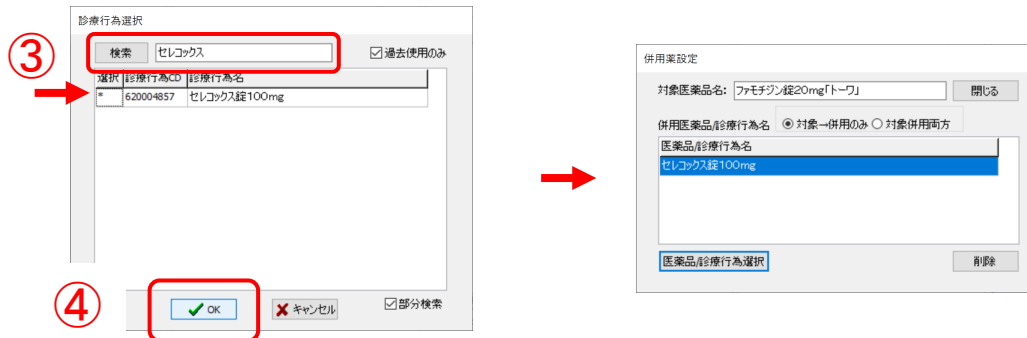 診療行為選択
③
検索 セレコックス ☑過去使用のみ
選択 診療行為CD 診療行為名
* 620004857 セレコックス錠100mg
④
OK キャンセル ☑部分検索
併用薬設定
対象医薬品名： ファモチジン錠20mg「トーワ」 閉じる
併用医薬品/診療行為名 ◉対象→併用のみ ○対象併用両方
医薬品/診療行為名
セレコックス錠100mg
医薬品/診療行為選択 削除